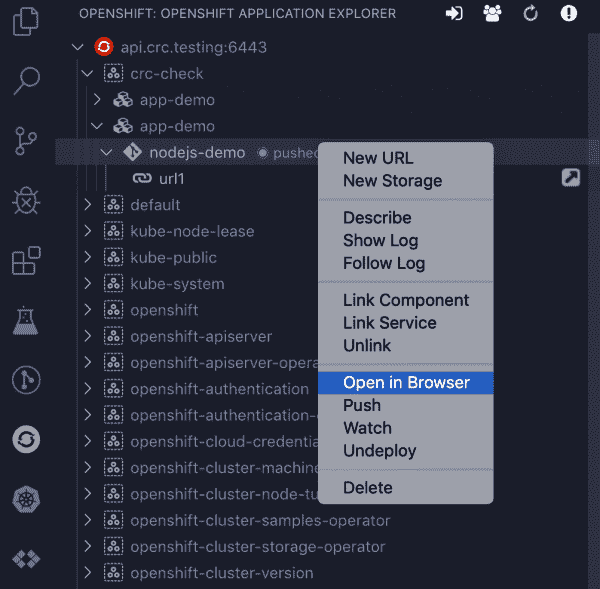 OPENSHIFT: OPENSHIFT APPLICATION EXPLORER
api.crc.testing:6443
crc-check
app-demo
app-demo
nodejs-demo pushed
url1
default
kube-node-lease
kube-public
kube-system
openshift
openshift-apiserver
openshift-apiserver-opera
openshift-authentication
openshift-authentication-
openshift-cloud-credentia
openshift-cluster-machine
openshift-cluster-node-tu
openshift-cluster-samples-operator
openshift-cluster-storage-operator
openshift-cluster-version
New URL
New Storage
Describe
Show Log
Follow Log
Link Component
Link Service
Unlink
Open in Browser
Push
Watch
Undeploy
Delete